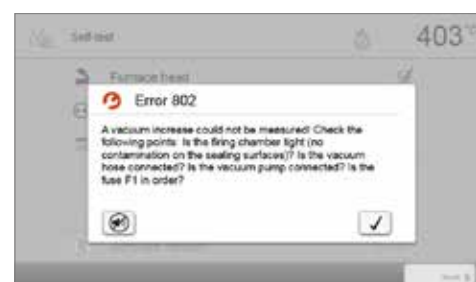 Self-test
403°C
Furnace head
Error 802
A vacuum increase could not be measured! Check the
following points: Is the firing chamber tight (no
contamination on the sealing surfaces)? Is the vacuum
hose connected? Is the vacuum pump connected? Is the
fuse F1 in order?